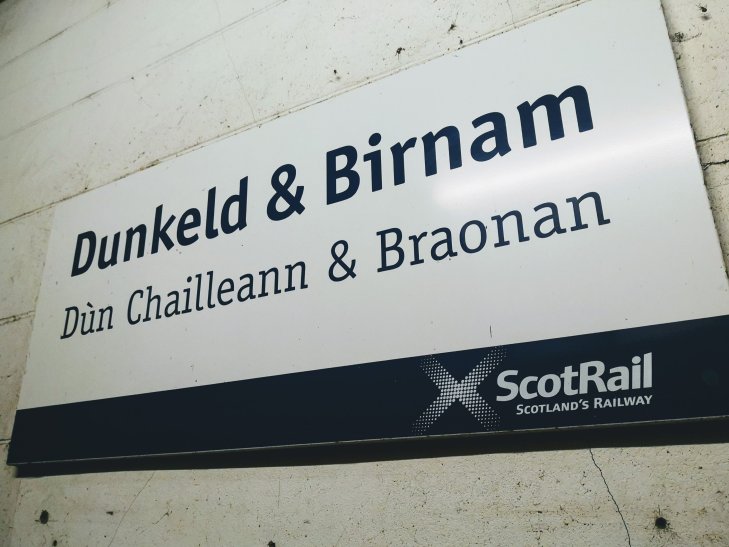 Dunkeld & Birnam
Dùn Chailleann & Braonan
ScotRail
SCOTLAND'S RAILWAY